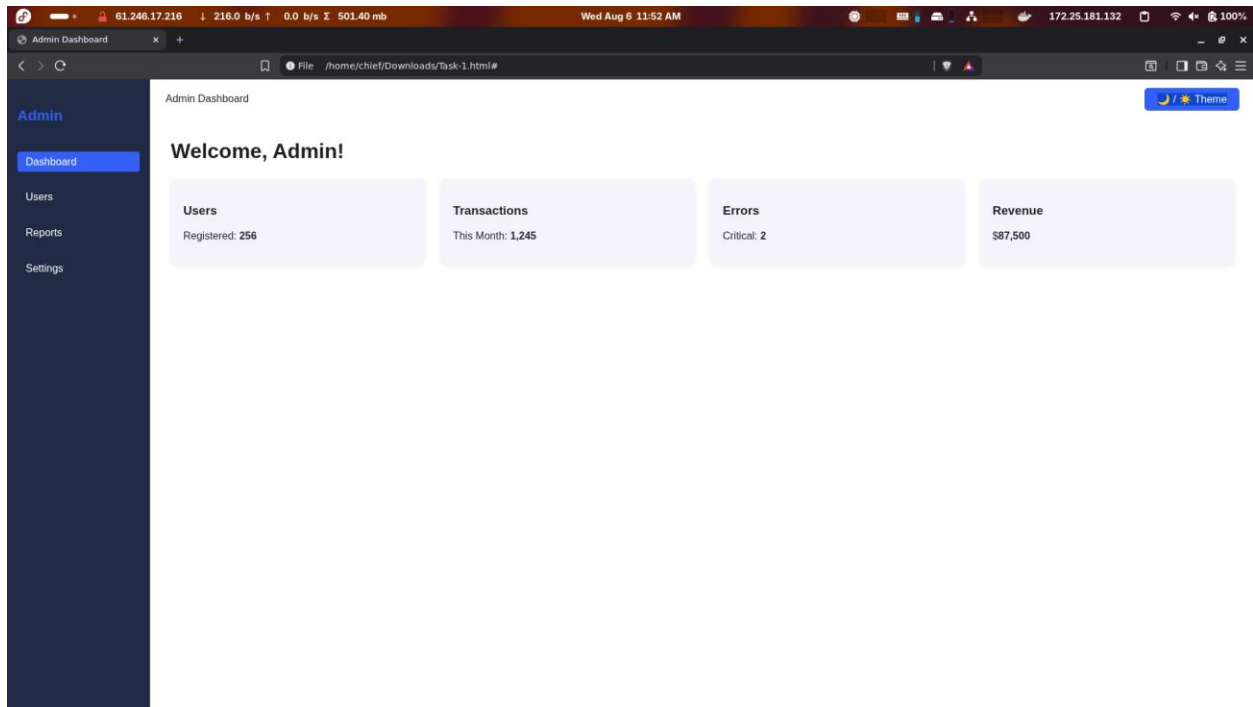 61.246.17.216 ↓ 216.0 b/s ↑ 0.0 b/s Σ 501.40 mb Wed Aug 6 11:52 AM 172.25.181.132 100%
Admin Dashboard × +
File /home/chief/Downloads/Task-1.html#
Admin
Dashboard
Users
Reports
Settings
Admin Dashboard
🌙 / ☀️ Theme
Welcome, Admin!
Users
Registered: 256
Transactions
This Month: 1,245
Errors
Critical: 2
Revenue
$87,500